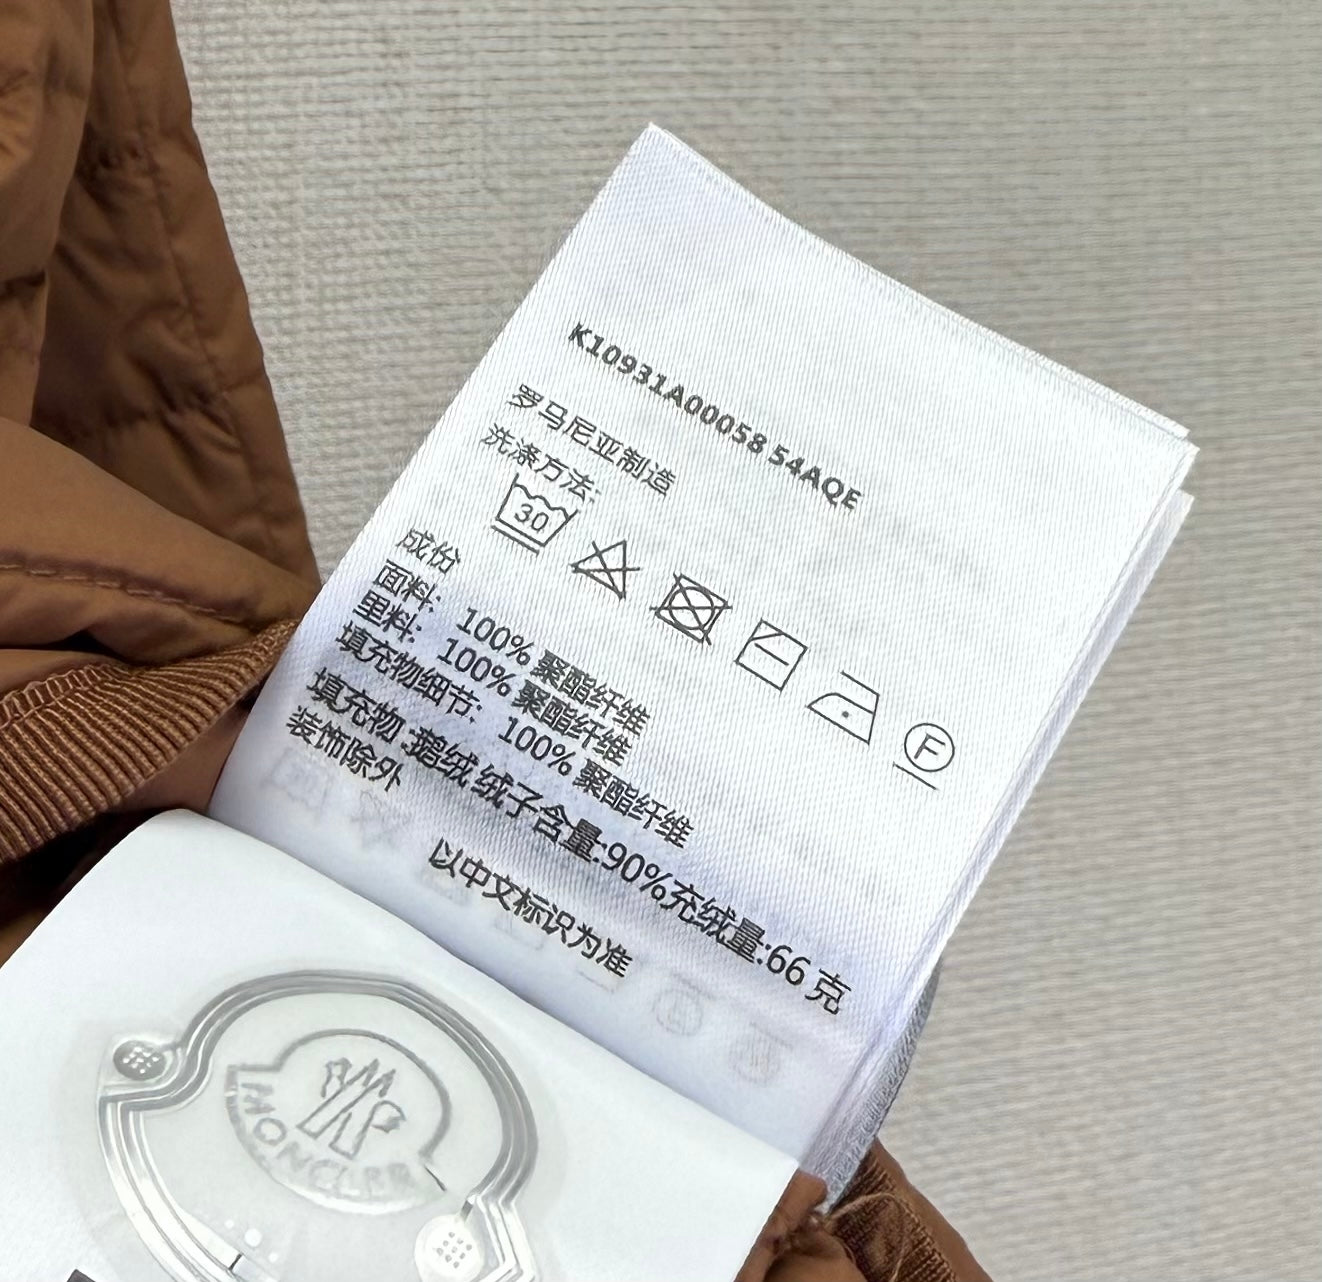 K10931A00058 54AQE
罗马尼亚制造
洗涤方法:
30
F
成份
面料: 100% 聚酯纤维
里料: 100% 聚酯纤维
填充物细节: 100% 聚酯纤维
填充物:鹅绒 绒子含量:90%充绒量:66 克
装饰除外
以中文标识为准
MONCLER